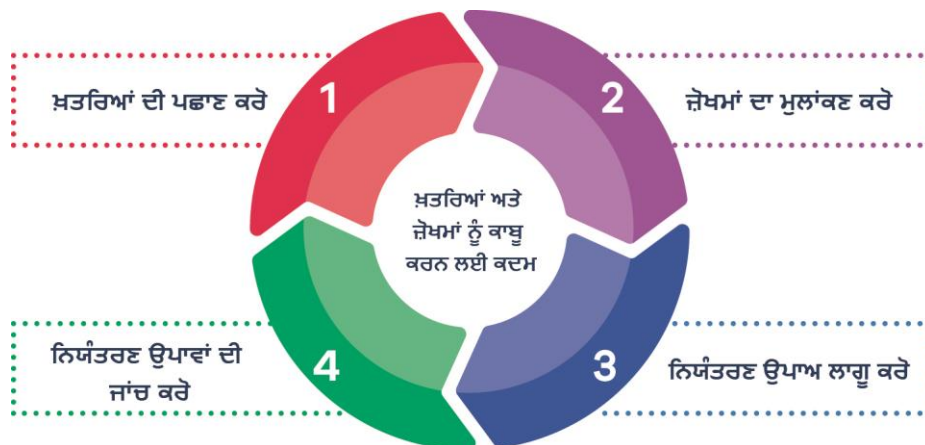 1
ਖ਼ਤਰਿਆਂ ਦੀ ਪਛਾਣ ਕਰੋ
2
ਜ਼ੋਖਮਾਂ ਦਾ ਮੁਲਾਂਕਣ ਕਰੋ
ਖ਼ਤਰਿਆਂ ਅਤੇ
ਜ਼ੋਖਮਾਂ ਨੂੰ ਕਾਬੂ
ਕਰਨ ਲਈ ਕਦਮ
3
ਨਿਯੰਤਰਣ ਉਪਾਅ ਲਾਗੂ ਕਰੋ
4
ਨਿਯੰਤਰਣ ਉਪਾਵਾਂ ਦੀ
ਜਾਂਚ ਕਰੋ